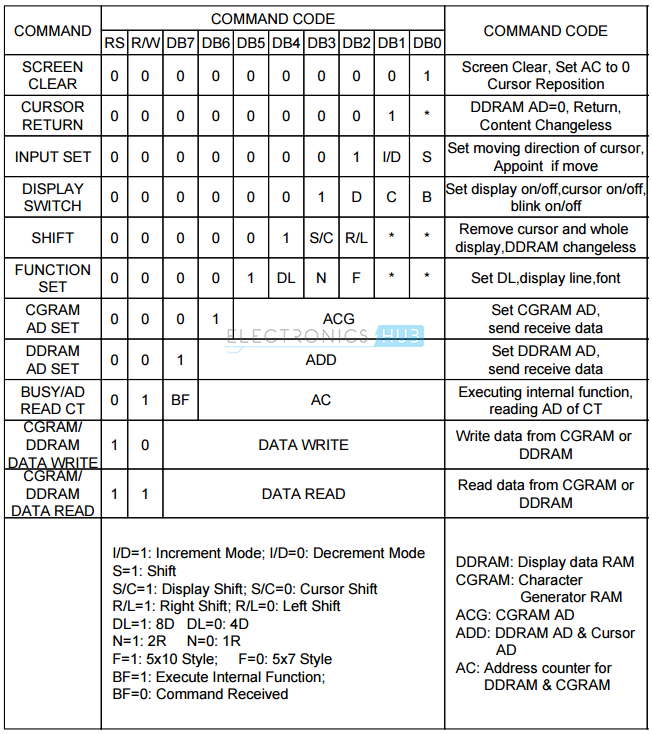 COMMAND COMMAND CODE COMMAND CODE
RS R/W DB7 DB6 DB5 DB4 DB3 DB2 DB1 DB0
SCREEN CLEAR 0 0 0 0 0 0 0 0 0 1 Screen Clear, Set AC to 0
Cursor Reposition
CURSOR RETURN 0 0 0 0 0 0 0 0 1 * DDRAM AD=0, Return,
Content Changeless
INPUT SET 0 0 0 0 0 0 0 1 I/D S Set moving direction of cursor,
Appoint if move
DISPLAY SWITCH 0 0 0 0 0 0 1 D C B Set display on/off,cursor on/off,
blink on/off
SHIFT 0 0 0 0 0 1 S/C R/L * * Remove cursor and whole
display,DDRAM changeless
FUNCTION SET 0 0 0 0 1 DL N F * * Set DL,display line,font
CGRAM AD SET 0 0 0 1 ACG Set CGRAM AD,
send receive data
ELECTRONICS HUB
DDRAM AD SET 0 0 1 ADD Set DDRAM AD,
send receive data
BUSY/AD READ CT 0 1 BF AC Executing internal function,
reading AD of CT
CGRAM/ DDRAM DATA WRITE 1 0 DATA WRITE Write data from CGRAM or
DDRAM
CGRAM/ DDRAM DATA READ 1 1 DATA READ Read data from CGRAM or
DDRAM
I/D=1: Increment Mode; I/D=0: Decrement Mode
S=1: Shift
S/C=1: Display Shift; S/C=0: Cursor Shift
R/L=1: Right Shift; R/L=0: Left Shift
DL=1: 8D DL=0: 4D
N=1: 2R N=0: 1R
F=1: 5x10 Style; F=0: 5x7 Style
BF=1: Execute Internal Function;
BF=0: Command Received
DDRAM: Display data RAM
CGRAM: Character
Generator RAM
ACG: CGRAM AD
ADD: DDRAM AD & Cursor
AD
AC: Address counter for
DDRAM & CGRAM